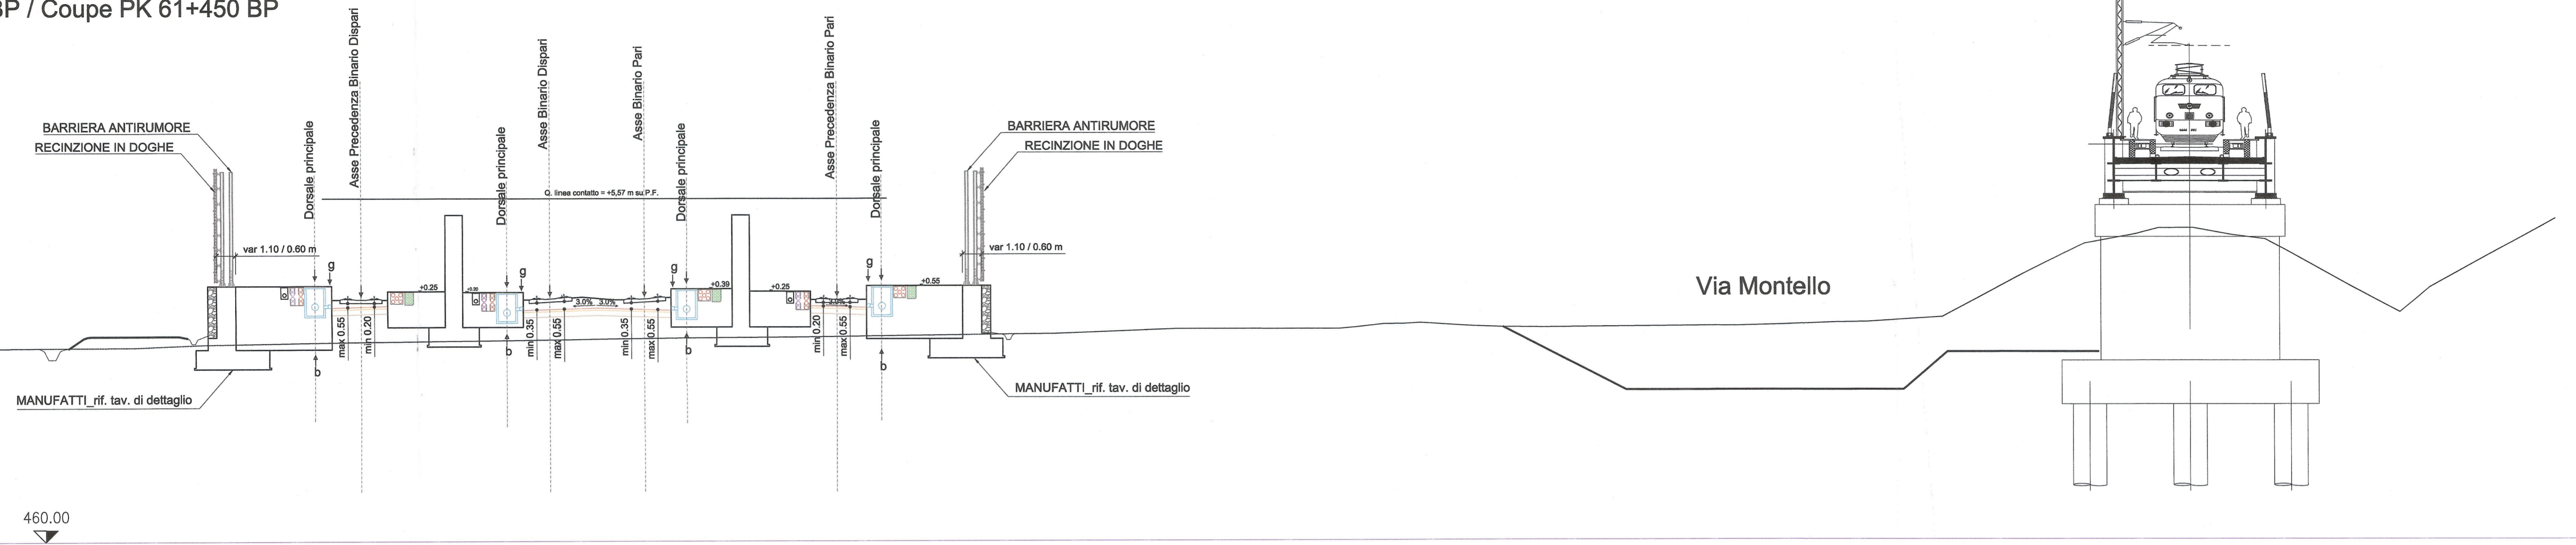 BP / Coupe PK 61+450 BP
Asse Precedenza Binario Dispari
Asse Binario Dispari
Asse Binario Pari
Asse Precedenza Binario Pari
BARRIERA ANTIRUMORE
RECINZIONE IN DOGHE
Dorsale principale
Dorsale principale
Dorsale principale
Dorsale principale
BARRIERA ANTIRUMORE
RECINZIONE IN DOGHE
Q. linea contatto = +5,57 m su P.F.
var 1.10 / 0.60 m
var 1.10 / 0.60 m
g
g
g
g
+0.25
+0.20
+0.39
+0.25
+0.55
3.0% 3.0%
3.0%
max 0.55
min 0.20
min 0.35
max 0.55
min 0.35
max 0.55
min 0.20
max 0.55
b
b
b
b
Via Montello
MANUFATTI_rif. tav. di dettaglio
MANUFATTI_rif. tav. di dettaglio
460.00